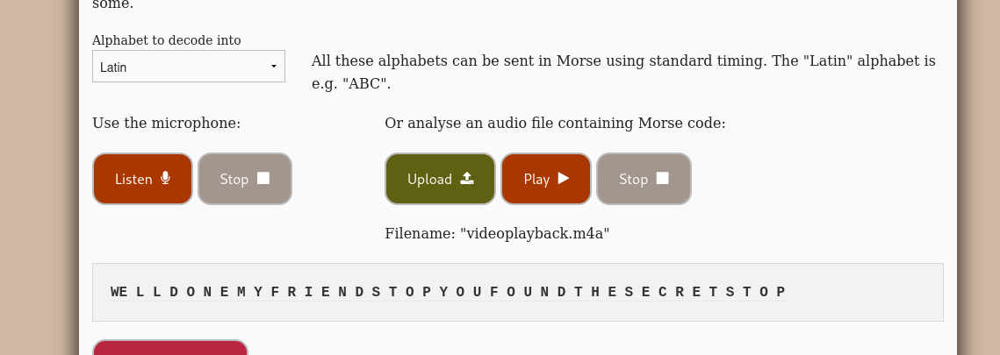 some.
Alphabet to decode into
Latin
All these alphabets can be sent in Morse using standard timing. The "Latin" alphabet is
e.g. "ABC".
Use the microphone:
Or analyse an audio file containing Morse code:
Listen
Stop
Upload
Play
Stop
Filename: "videoplayback.m4a"
WE L L D O N E M Y F R I E N D S T O P Y O U F O U N D T H E S E C R E T S T O P